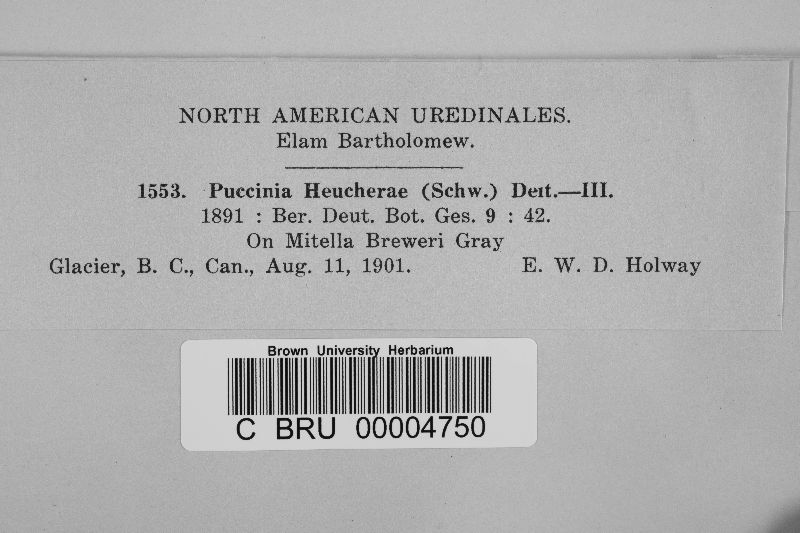 NORTH AMERICAN UREDINALES.
Elam Bartholomew.
1553. Puccinia Heucherae (Schw.) Deit.—III.
1891 : Ber. Deut. Bot. Ges. 9 : 42.
On Mitella Breweri Gray
Glacier, B. C., Can., Aug. 11, 1901. E. W. D. Holway
Brown University Herbarium
C BRU 00004750